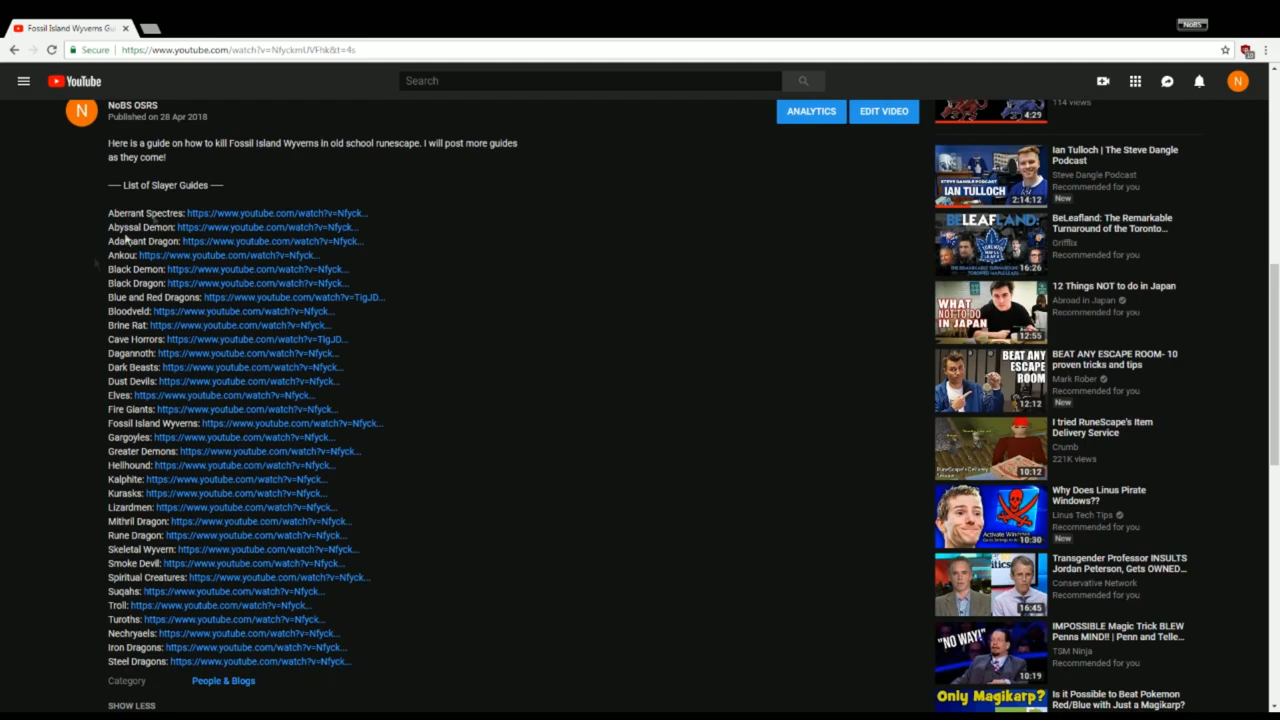 Fossil Island Wyverns Gu
NoBS
Secure
https://www.youtube.com/watch?v=NfyckmUVFhk&t=4s
YouTube
Search
N
N
NoBS OSRS
Published on 28 Apr 2018
ANALYTICS
EDIT VIDEO
Here is a guide on how to kill Fossil Island Wyverns in old school runescape. I will post more guides
as they come!
---- List of Slayer Guides ----
Aberrant Spectres: https://www.youtube.com/watch?v=Nfyck...
Abyssal Demon: https://www.youtube.com/watch?v=Nfyck...
Adamant Dragon: https://www.youtube.com/watch?v=Nfyck...
Ankou: https://www.youtube.com/watch?v=Nfyck...
Black Demon: https://www.youtube.com/watch?v=Nfyck...
Black Dragon: https://www.youtube.com/watch?v=Nfyck...
Blue and Red Dragons: https://www.youtube.com/watch?v=TigJD...
Bloodveld: https://www.youtube.com/watch?v=Nfyck...
Brine Rat: https://www.youtube.com/watch?v=Nfyck...
Cave Horrors: https://www.youtube.com/watch?v=TigJD...
Dagannoth: https://www.youtube.com/watch?v=Nfyck...
Dark Beasts: https://www.youtube.com/watch?v=Nfyck...
Dust Devils: https://www.youtube.com/watch?v=Nfyck...
Elves: https://www.youtube.com/watch?v=Nfyck...
Fire Giants: https://www.youtube.com/watch?v=Nfyck...
Fossil Island Wyverns: https://www.youtube.com/watch?v=Nfyck...
Gargoyles: https://www.youtube.com/watch?v=Nfyck...
Greater Demons: https://www.youtube.com/watch?v=Nfyck...
Hellhound: https://www.youtube.com/watch?v=Nfyck...
Kalphite: https://www.youtube.com/watch?v=Nfyck...
Kurasks: https://www.youtube.com/watch?v=Nfyck...
Lizardmen: https://www.youtube.com/watch?v=Nfyck...
Mithril Dragon: https://www.youtube.com/watch?v=Nfyck...
Rune Dragon: https://www.youtube.com/watch?v=Nfyck...
Skeletal Wyvern: https://www.youtube.com/watch?v=Nfyck...
Smoke Devil: https://www.youtube.com/watch?v=Nfyck...
Spiritual Creatures: https://www.youtube.com/watch?v=Nfyck...
Suqahs: https://www.youtube.com/watch?v=Nfyck...
Troll: https://www.youtube.com/watch?v=Nfyck...
Turoths: https://www.youtube.com/watch?v=Nfyck...
Nechryaels: https://www.youtube.com/watch?v=Nfyck...
Iron Dragons: https://www.youtube.com/watch?v=Nfyck...
Steel Dragons: https://www.youtube.com/watch?v=Nfyck...
Category
People & Blogs
SHOW LESS
114 views
4:29
Ian Tulloch | The Steve Dangle
Podcast
Steve Dangle Podcast
Recommended for you
New
STEVE DANGLE PODCAST
IAN TULLOCH
2:14:12
BeLeafland: The Remarkable
Turnaround of the Toronto...
Grifflix
Recommended for you
BELEAFLAND:
THE REMARKABLE TURNAROUND OF THE TORONTO MAPLE LEAFS
16:26
12 Things NOT to do in Japan
Abroad in Japan
Recommended for you
WHAT
NOT TO DO
IN JAPAN
12:55
BEAT ANY ESCAPE ROOM- 10
proven tricks and tips
Mark Rober
Recommended for you
New
BEAT ANY
ESCAPE
ROOM
12:12
I tried RuneScape's Item
Delivery Service
Crumb
221K views
10:12
Why Does Linus Pirate
Windows??
Linus Tech Tips
Recommended for you
New
Activate Windows
10:30
Transgender Professor INSULTS
Jordan Peterson, Gets OWNED...
Conservative Network
Recommended for you
16:45
IMPOSSIBLE Magic Trick BLEW
Penns MIND!! | Penn and Telle...
TSM Ninja
Recommended for you
"NO WAY!"
10:19
Is it Possible to Beat Pokemon
Red/Blue with Just a Magikarp?
Only Magikarp?